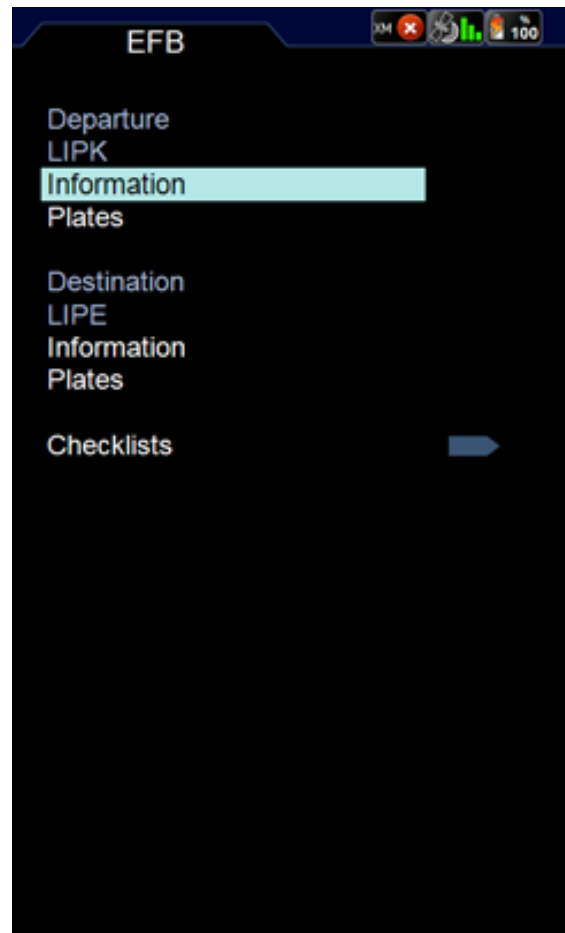 EFB
XM
%
100
Departure
LIPK
Information
Plates
Destination
LIPE
Information
Plates
Checklists